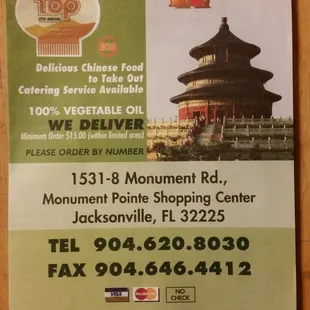 100
Delicious Chinese Food
to Take Out
Catering Service Available
100% VEGETABLE OIL
WE DELIVER
Minimum Order $15.00 (within limited area)
PLEASE ORDER BY NUMBER
1531-8 Monument Rd.,
Monument Pointe Shopping Center
Jacksonville, FL 32225
TEL 904.620.8030
FAX 904.646.4412
VISA
NO
CHECK